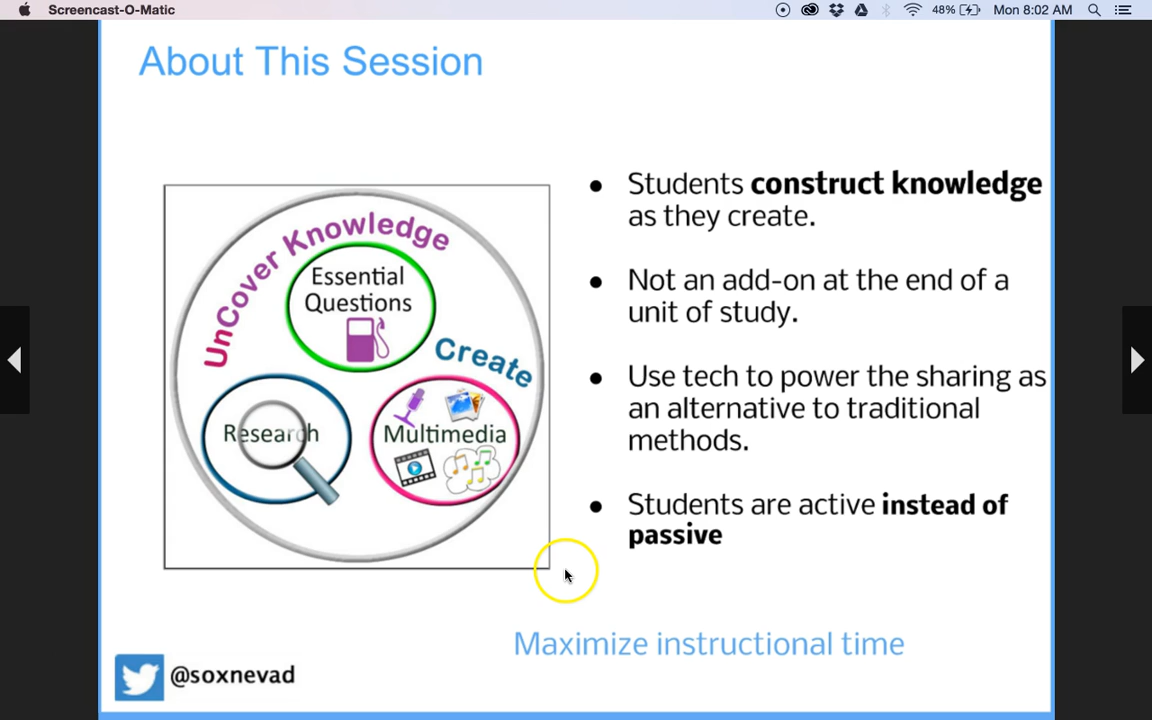 Screencast-O-Matic
48%
Mon 8:02 AM
About This Session
UnCover Knowledge
Essential
Questions
Create
Research
Multimedia
● Students construct knowledge
as they create.
● Not an add-on at the end of a
unit of study.
● Use tech to power the sharing as
an alternative to traditional
methods.
● Students are active instead of
passive
Maximize instructional time
@soxnevad